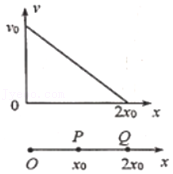 v
v₀
0 2x₀ x
P Q
O x₀ 2x₀ x